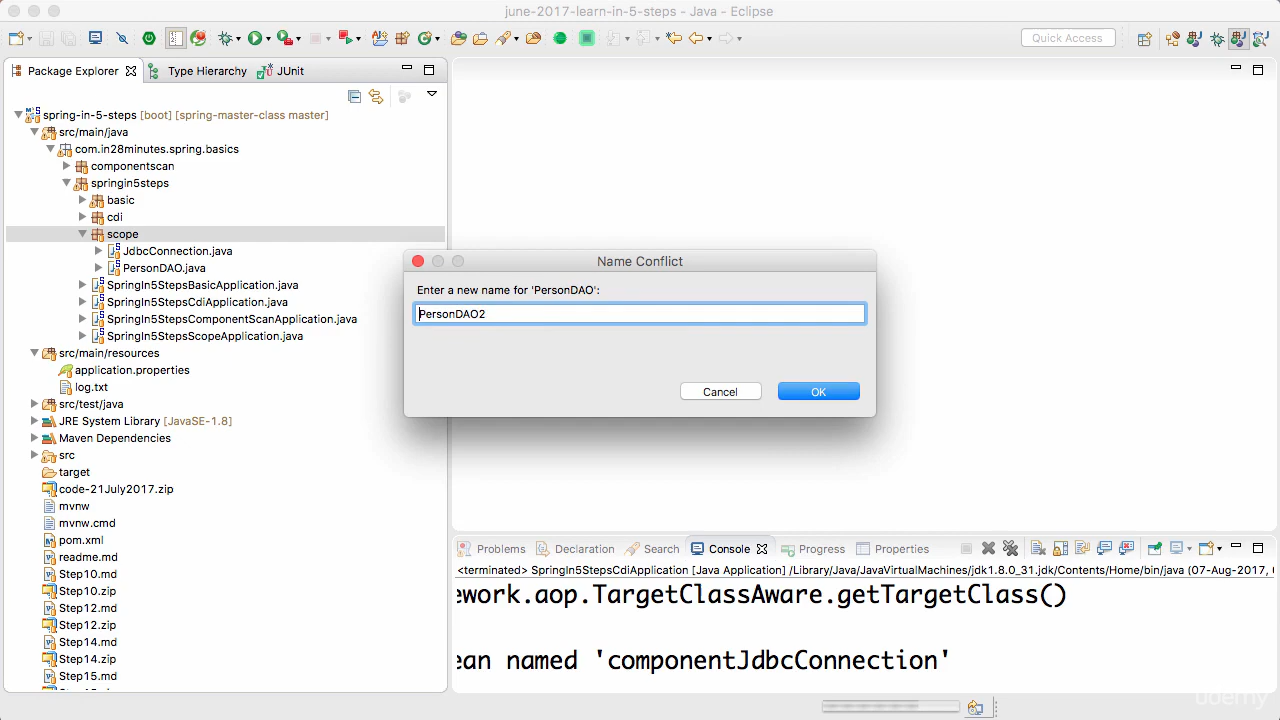 june-2017-learn-in-5-steps - Java - Eclipse
Quick Access
Package Explorer
Type Hierarchy
JUnit
spring-in-5-steps [boot] [spring-master-class master]
src/main/java
com.in28minutes.spring.basics
componentscan
springin5steps
basic
cdi
scope
JdbcConnection.java
PersonDAO.java
SpringIn5StepsBasicApplication.java
SpringIn5StepsCdiApplication.java
SpringIn5StepsComponentScanApplication.java
SpringIn5StepsScopeApplication.java
src/main/resources
application.properties
log.txt
src/test/java
JRE System Library [JavaSE-1.8]
Maven Dependencies
src
target
code-21July2017.zip
mvnw
mvnw.cmd
pom.xml
readme.md
Step10.md
Step10.zip
Step12.md
Step12.zip
Step14.md
Step14.zip
Step15.md
Name Conflict
Enter a new name for 'PersonDAO':
PersonDAO2
Cancel
OK
Problems
Declaration
Search
Console
Progress
Properties
<terminated> SpringIn5StepsCdiApplication [Java Application] /Library/Java/JavaVirtualMachines/jdk1.8.0_31.jdk/Contents/Home/bin/java (07-Aug-2017,
ework.aop.TargetClassAware.getTargetClass()
ean named 'componentJdbcConnection'
udemy